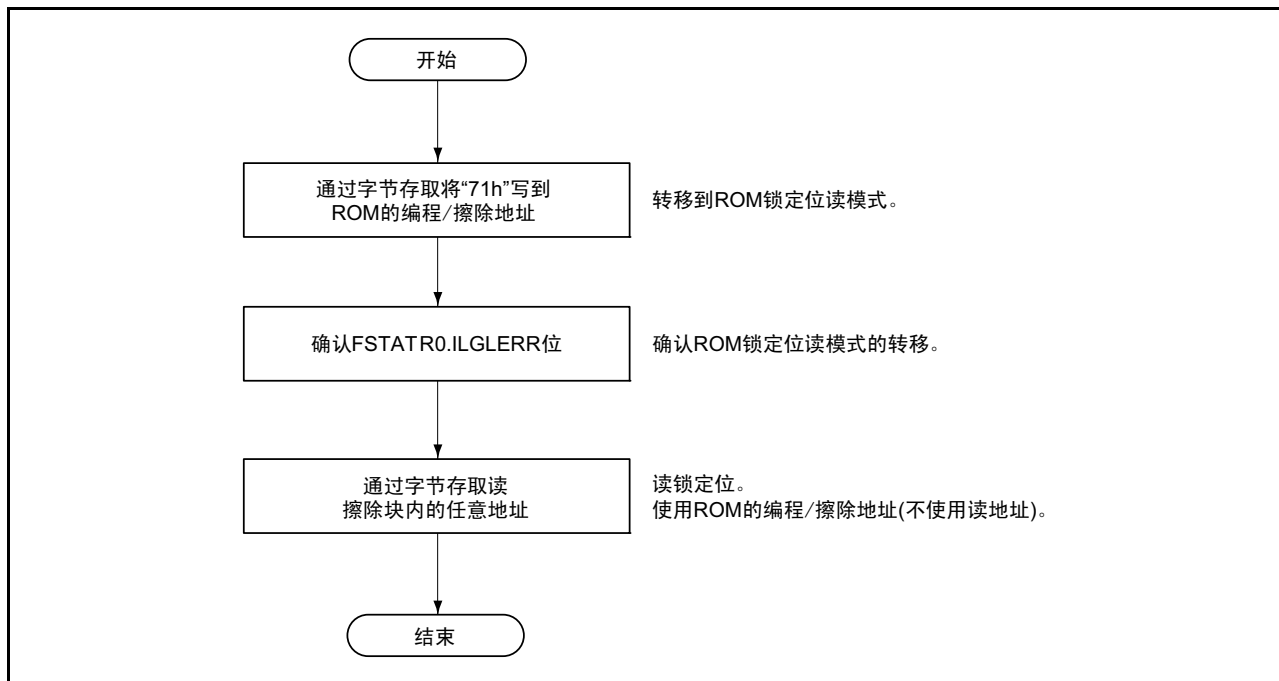 开始
通过字节存取将“71h”写到
ROM的编程/擦除地址
转移到ROM锁定位读模式。
确认FSTATR0.ILGLERR位
确认ROM锁定位读模式的转移。
通过字节存取读
擦除块内的任意地址
读锁定位。
使用ROM的编程/擦除地址(不使用读地址)。
结束